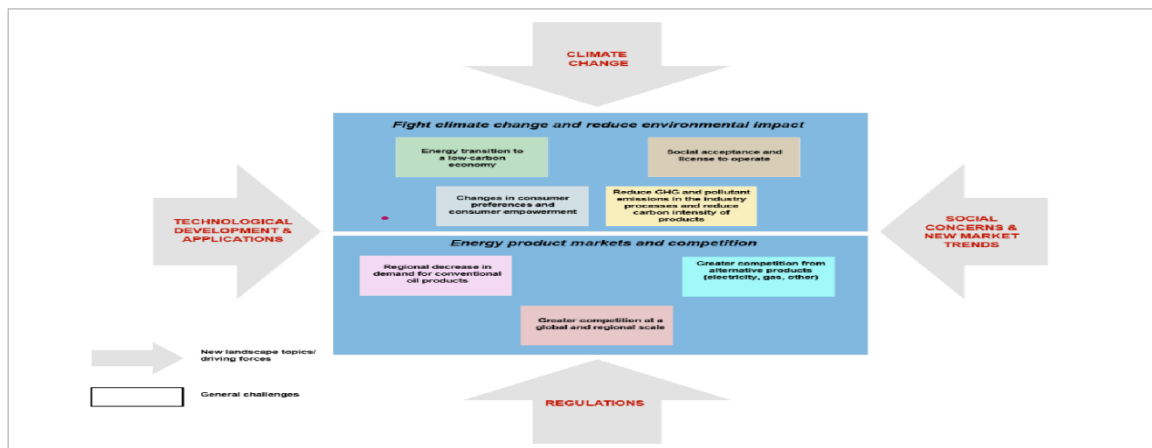 CLIMATE
CHANGE
Fight climate change and reduce environmental impact
Energy transition to
a low-carbon
economy
Social acceptance and
license to operate
Changes in consumer
preferences and
consumer empowerment
Reduce GHG and pollutant
emissions in the industry
processes and reduce
carbon intensity of
products
TECHNOLOGICAL
DEVELOPMENT &
APPLICATIONS
SOCIAL
CONCERNS &
NEW MARKET
TRENDS
Energy product markets and competition
Regional decrease in
demand for conventional
oil products
Greater competition from
alternative products
(electricity, gas, other)
Greater competition at a
global and regional scale
New landscape topics/
driving forces
General challenges
REGULATIONS